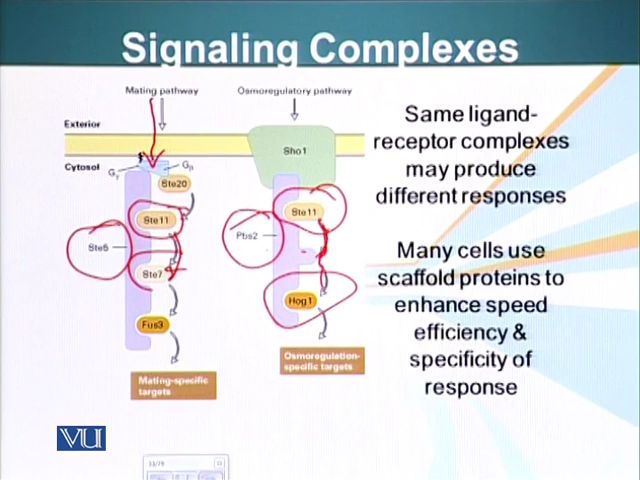 Signaling Complexes
Mating pathway
Osmoregulatory pathway
Exterior
Cytosol
Sho1
Gγ
Gβ
Ste20
Ste11
Ste5
Ste7
Fus3
Mating-specific
targets
Ste11
Pbs2
Hog1
Osmoregulation-
specific targets
Same ligand-
receptor complexes
may produce
different responses
Many cells use
scaffold proteins to
enhance speed
efficiency &
specificity of
response
VU
33/75